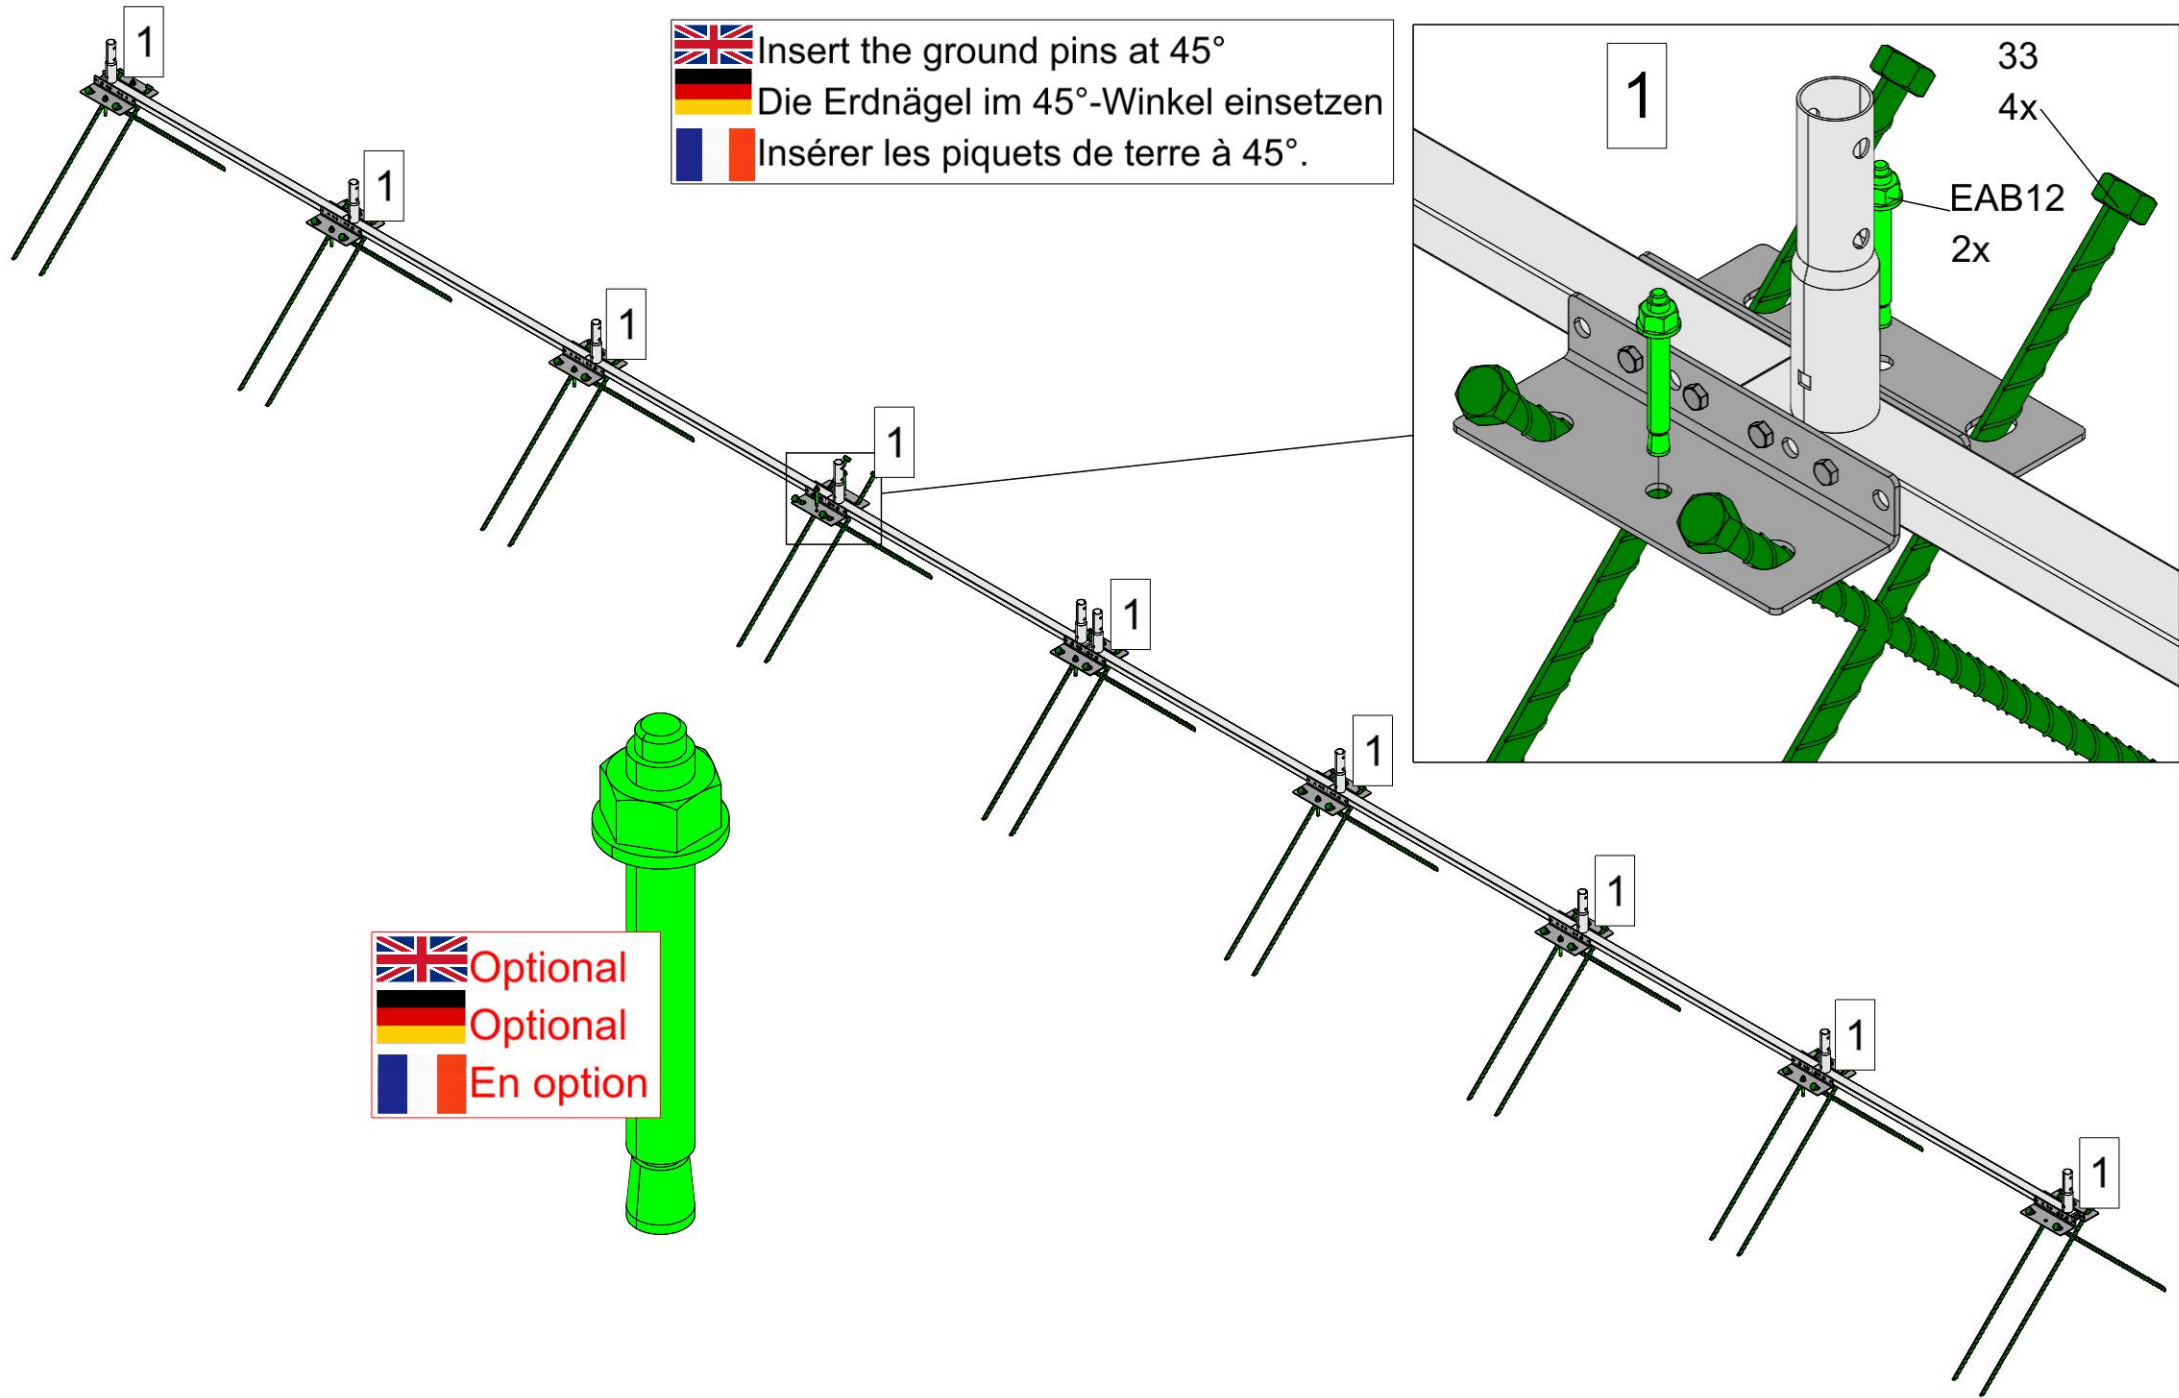 1
Insert the ground pins at 45°
Die Erdnägel im 45°-Winkel einsetzen
Insérer les piquets de terre à 45°.
1
33
4x
EAB12
2x
1
1
1
1
1
1
1
1
Optional
Optional
En option